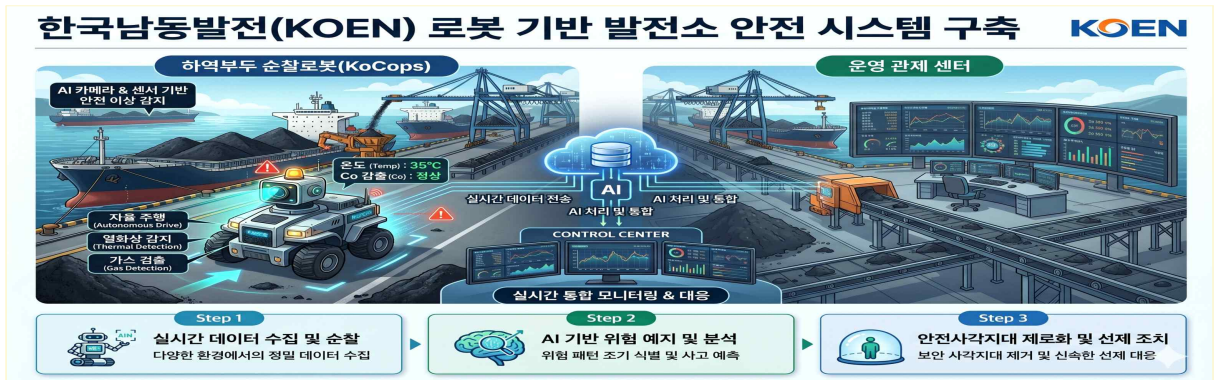 한국남동발전(KOEN) 로봇 기반 발전소 안전 시스템 구축
KOEN
하역부두 순찰로봇(KoCops)
AI 카메라 & 센서 기반
안전 이상 감지
온도 (Temp) : 35°C
Co 감출(Co) : 정상
자율 주행
(Autonomous Drive)
열화상 감지
(Thermal Detection)
가스 검출
(Gas Detection)
운영 관제 센터
AI
실시간 데이터 전송
AI 처리 및 통합
AI 처리 및 통합
CONTROL CENTER
실시간 통합 모니터링 & 대응
Step 1
실시간 데이터 수집 및 순찰
다양한 환경에서의 정밀 데이터 수집
Step 2
AI 기반 위험 예지 및 분석
위험 패턴 조기 식별 및 사고 예측
Step 3
안전사각지대 제로화 및 선제 조치
보안 사각지대 제거 및 신속한 선제 대응